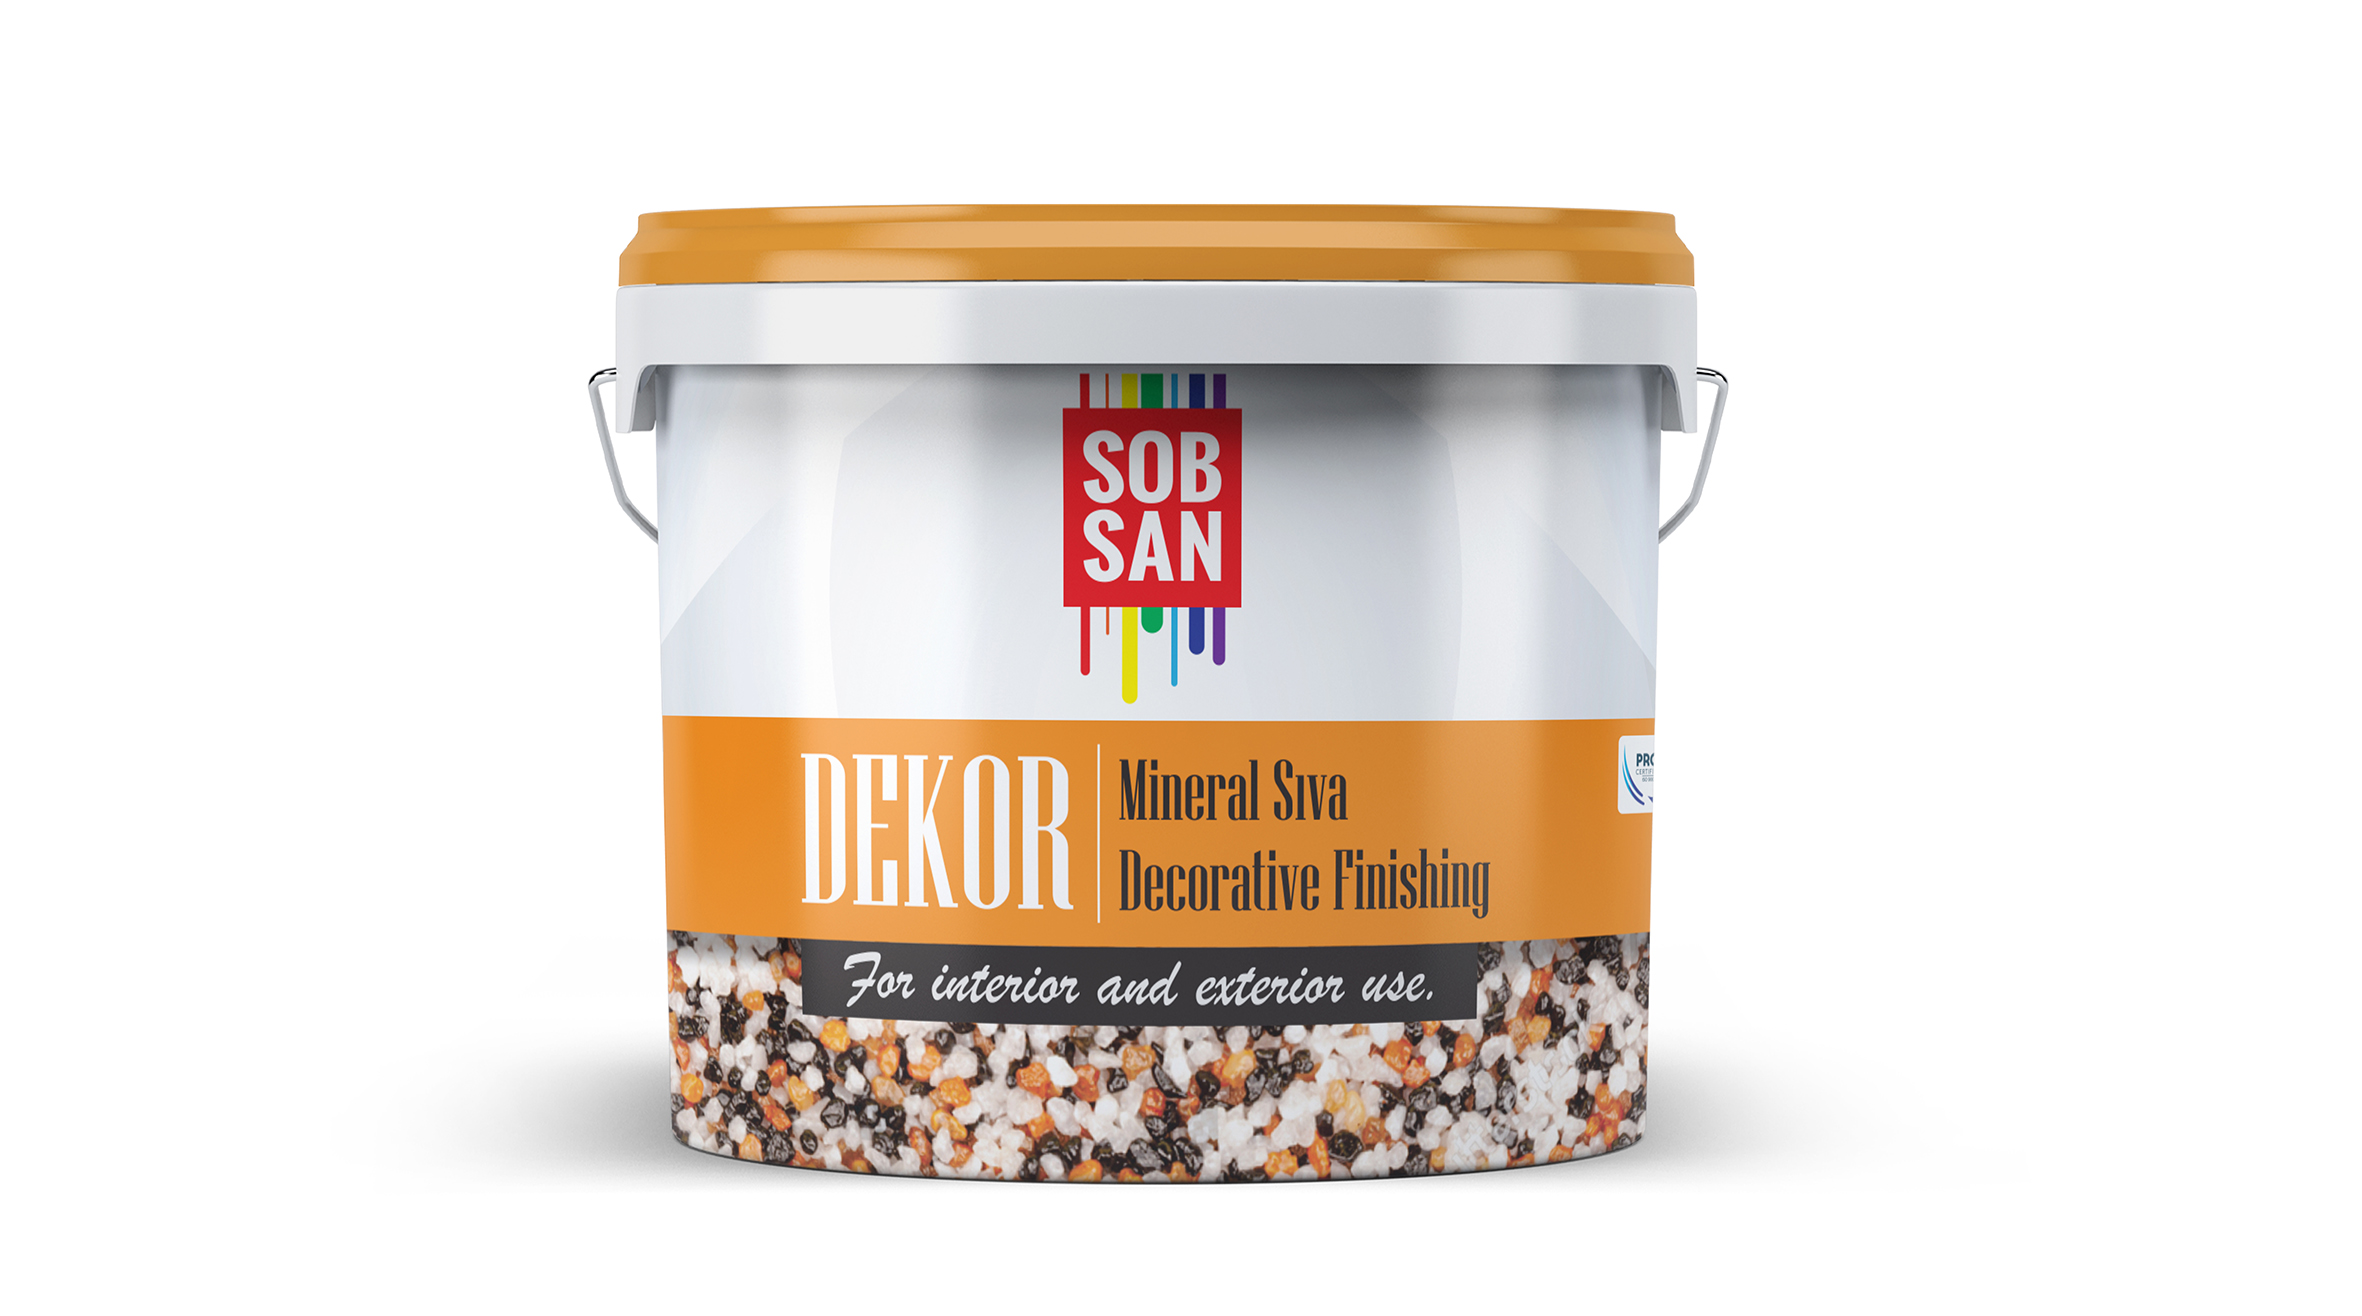 SOB
SAN
DEKOR
Mineral Sıva
Decorative Finishing
For interior and exterior use.